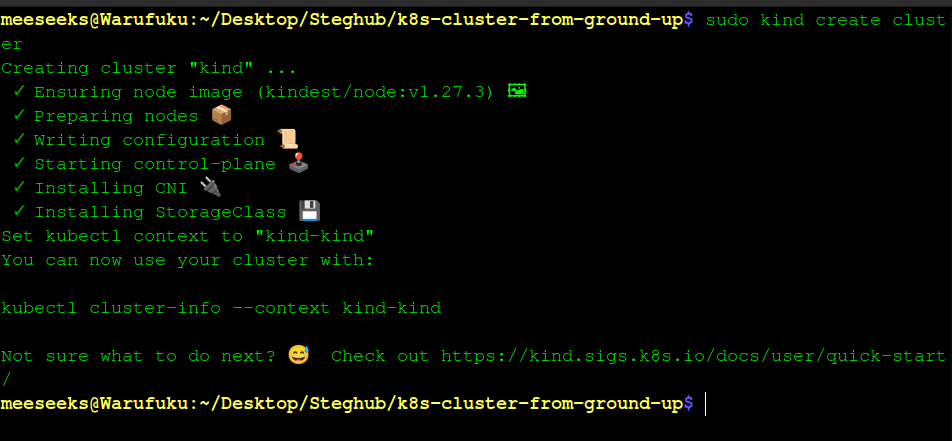 meeseeks@Warufuku:~/Desktop/Steghub/k8s-cluster-from-ground-up$ sudo kind create clust
er
Creating cluster "kind" ...
✓ Ensuring node image (kindest/node:v1.27.3) 🖼
✓ Preparing nodes 📦
✓ Writing configuration 📜
✓ Starting control-plane 🕹️
✓ Installing CNI 🔌
✓ Installing StorageClass 💾
Set kubectl context to "kind-kind"
You can now use your cluster with:
kubectl cluster-info --context kind-kind
Not sure what to do next? 😅  Check out https://kind.sigs.k8s.io/docs/user/quick-start
/
meeseeks@Warufuku:~/Desktop/Steghub/k8s-cluster-from-ground-up$